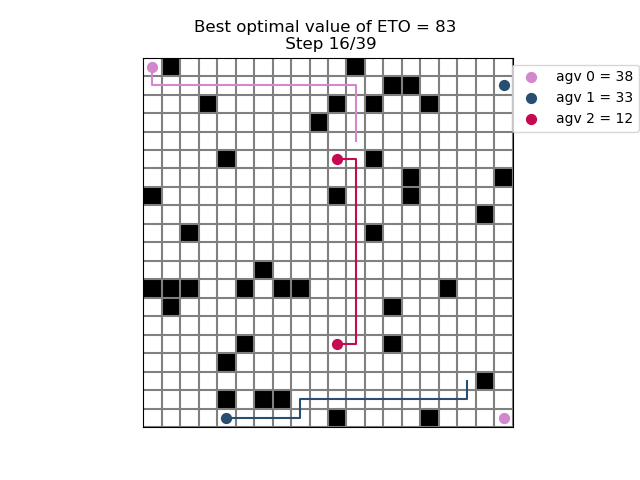 Best optimal value of ETO = 83
Step 16/39
agv 0 = 38
agv 1 = 33
agv 2 = 12